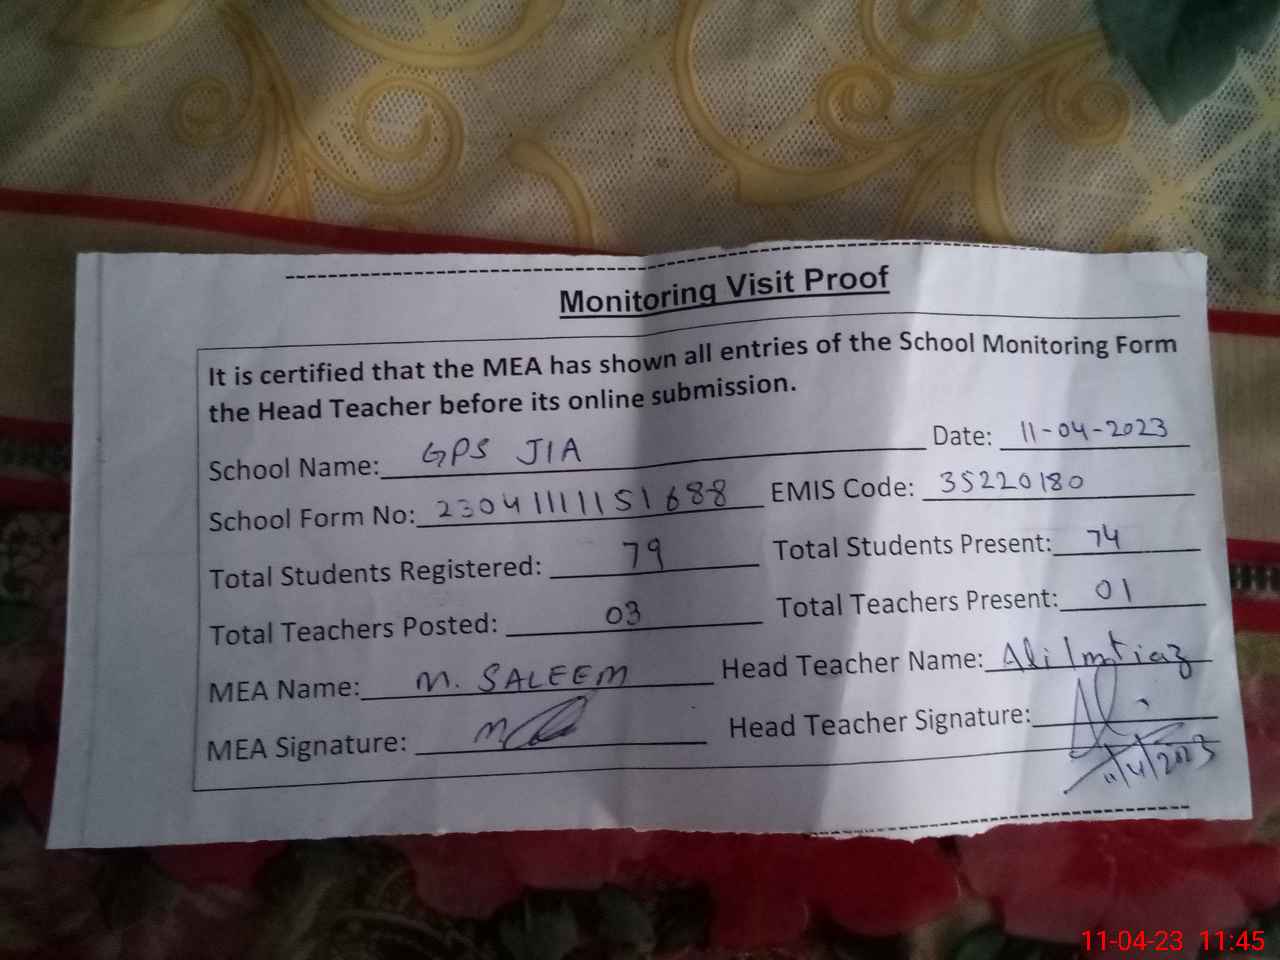 Monitoring Visit Proof
It is certified that the MEA has shown all entries of the School Monitoring Form
the Head Teacher before its online submission.
School Name: GPS JIA Date: 11-04-2023
School Form No: 230411111151688 EMIS Code: 35220180
Total Students Registered: 79 Total Students Present: 74
Total Teachers Posted: 03 Total Teachers Present: 01
MEA Name: M. SALEEM Head Teacher Name: Ali Imtiaz
MEA Signature: Head Teacher Signature: Ali
11/4/2023
11-04-23 11:45